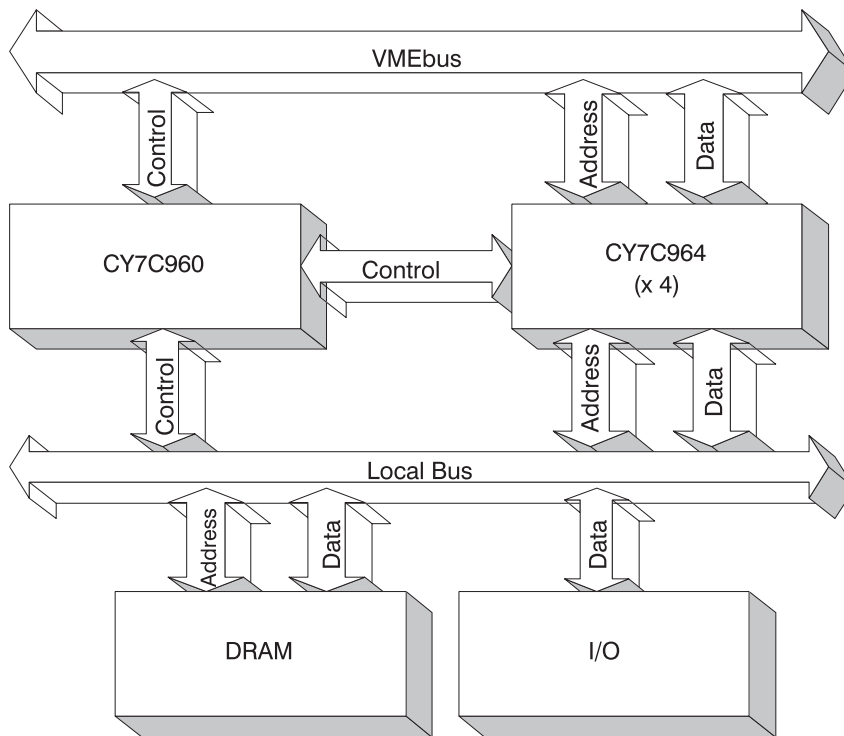 VMEbus
Control
Address
Data
CY7C960
Control
CY7C964
(x 4)
Control
Address
Data
Local Bus
Address
Data
Data
DRAM
I/O